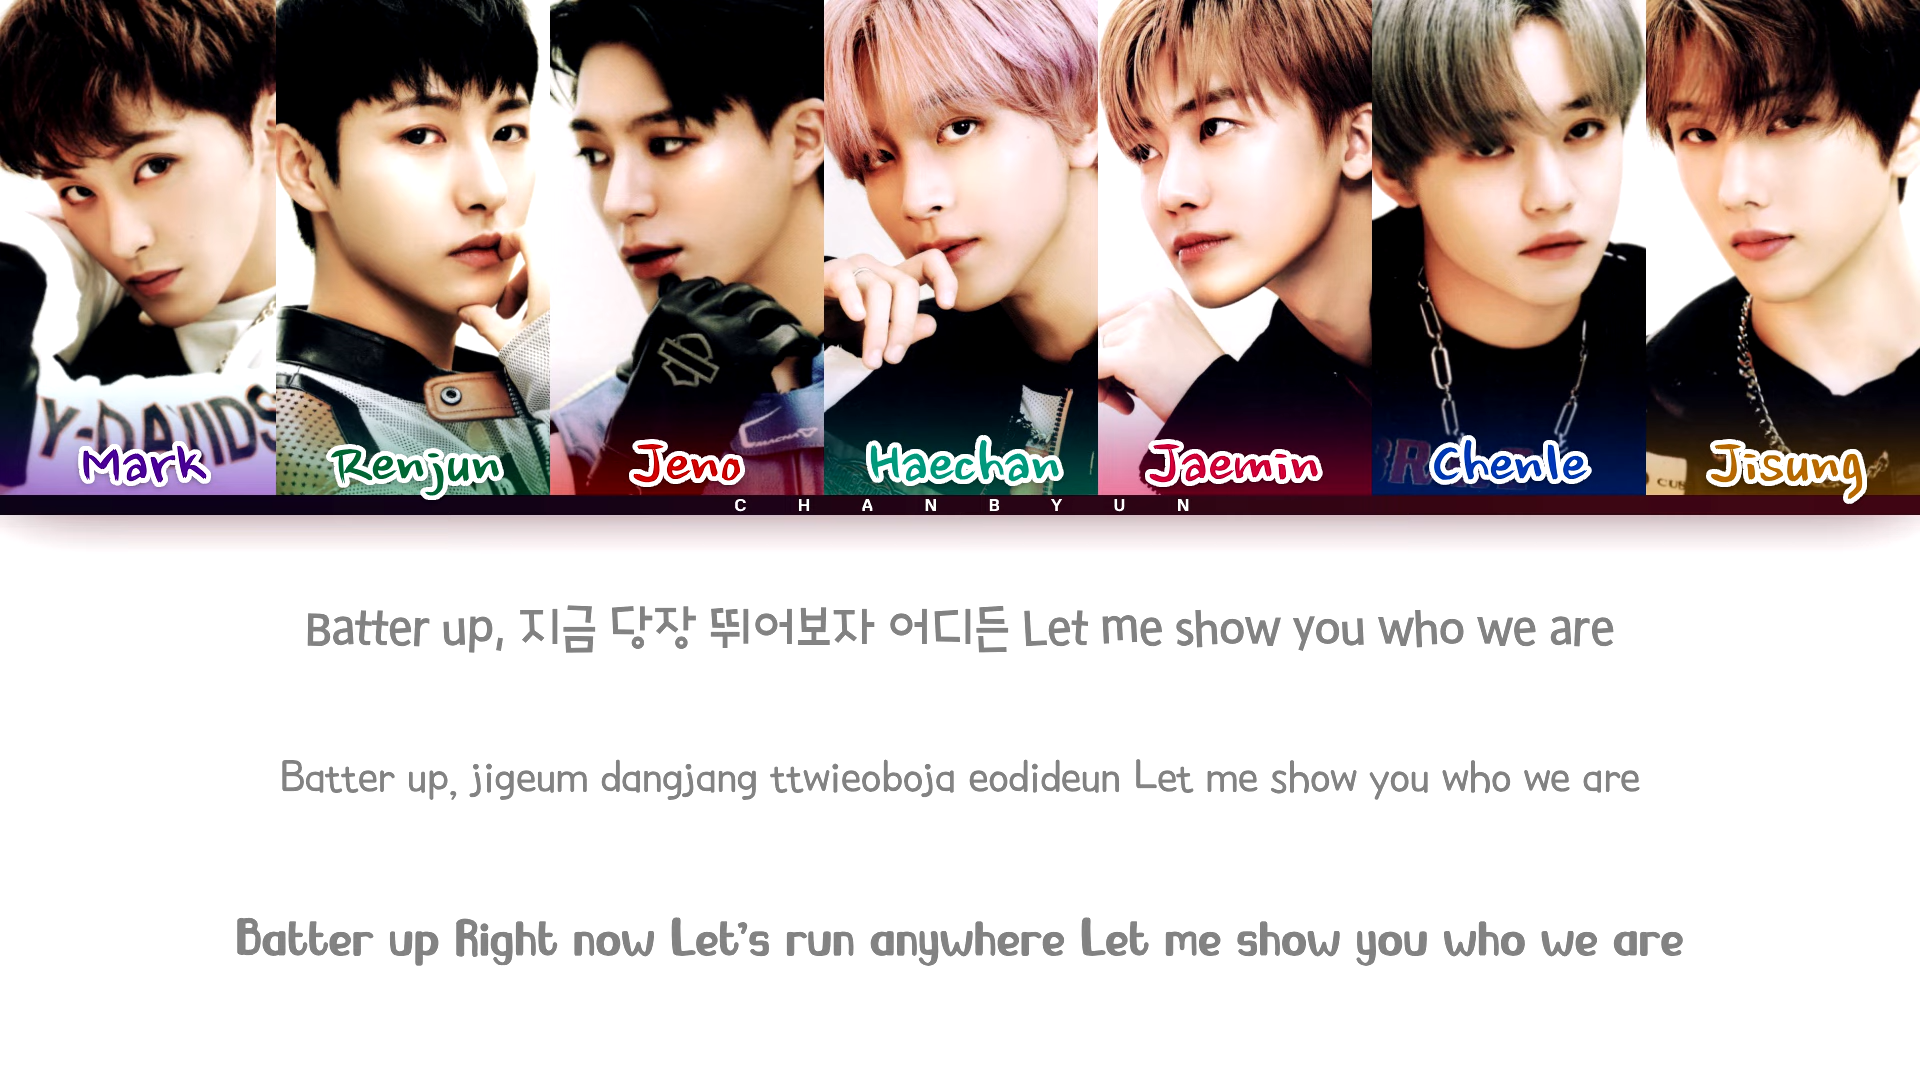 Y-DAVIDS
Mark
Renjun
Jeno
Haechan
Jaemin
Chenle
Jisung
CHANBYUN
Batter up, 지금 당장 뛰어보자 어디든 Let me show you who we are
Batter up, jigeum dangjang ttwieoboja eodideun Let me show you who we are
Batter up Right now Let's run anywhere Let me show you who we are